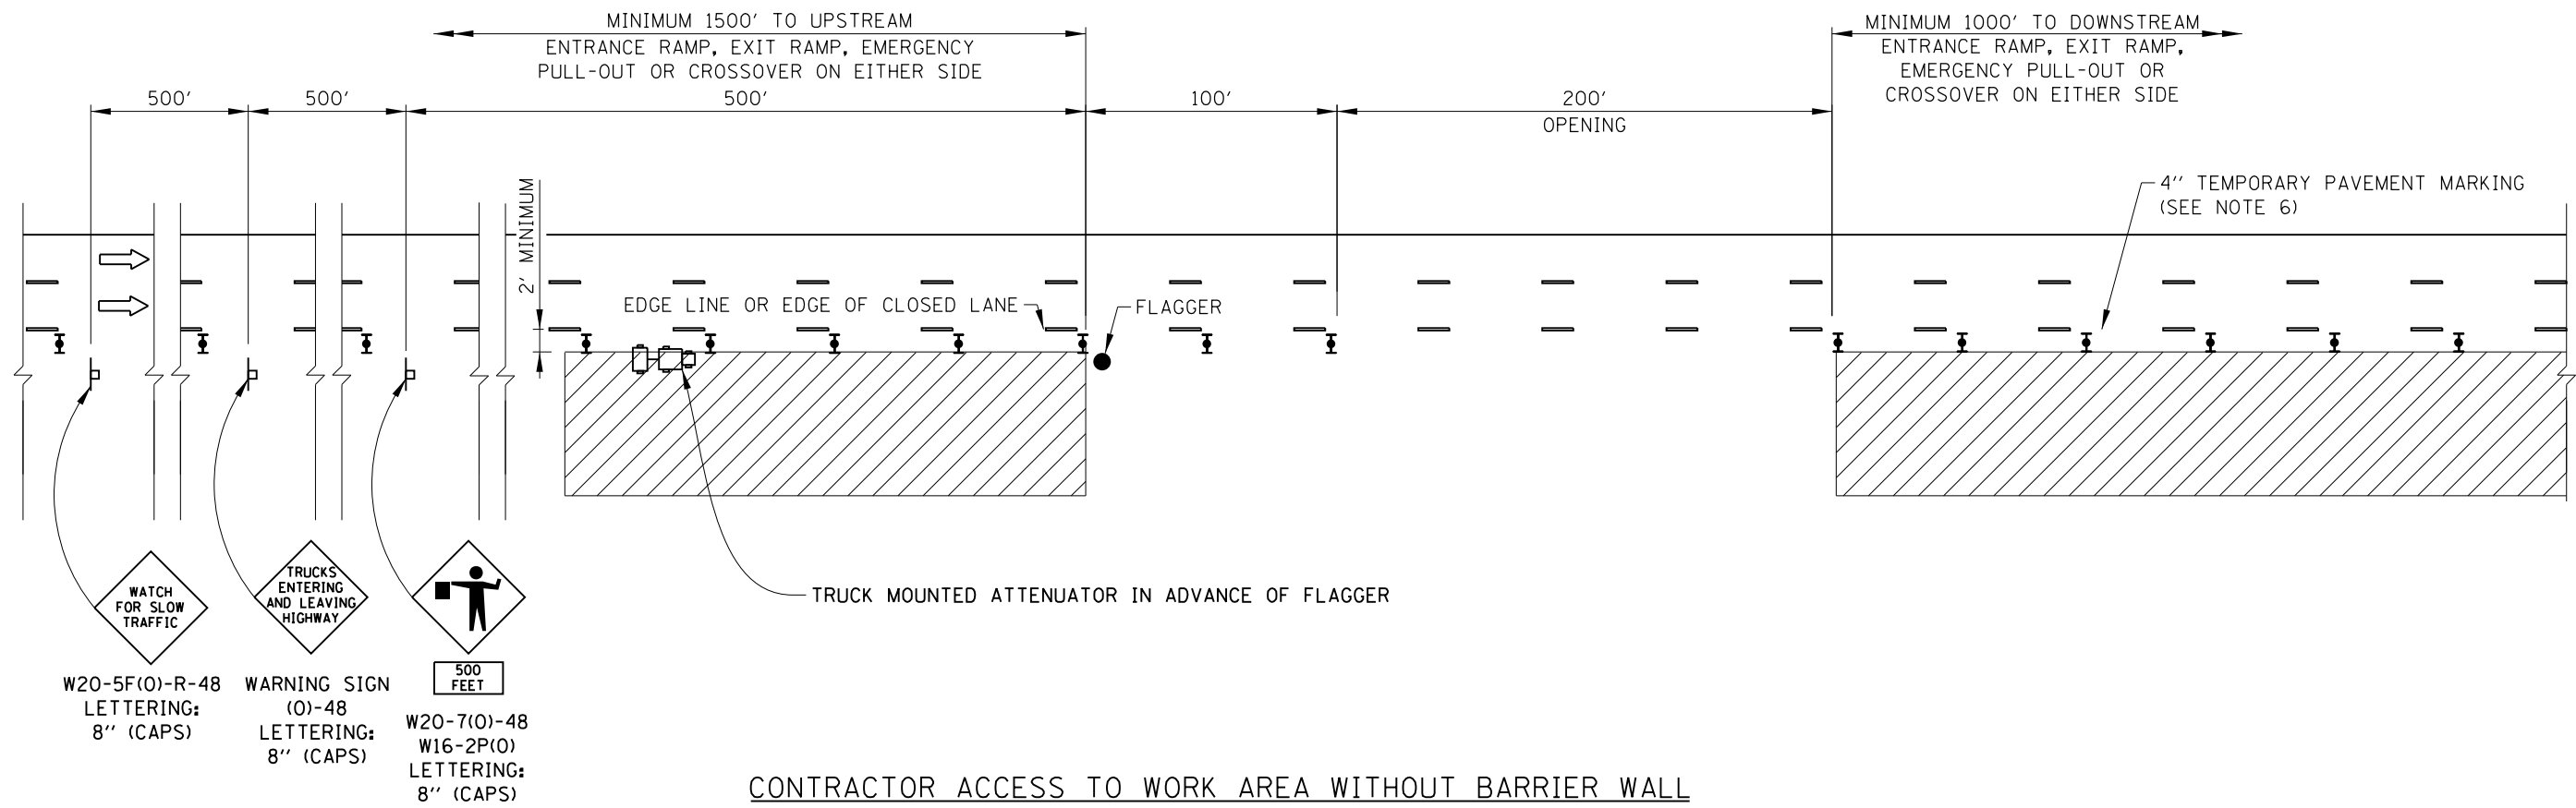 MINIMUM 1500' TO UPSTREAM
ENTRANCE RAMP, EXIT RAMP, EMERGENCY
PULL-OUT OR CROSSOVER ON EITHER SIDE
MINIMUM 1000' TO DOWNSTREAM
ENTRANCE RAMP, EXIT RAMP,
EMERGENCY PULL-OUT OR
CROSSOVER ON EITHER SIDE
500'
500'
500'
100'
200'
OPENING
2' MINIMUM
4'' TEMPORARY PAVEMENT MARKING
(SEE NOTE 6)
EDGE LINE OR EDGE OF CLOSED LANE
FLAGGER
TRUCK MOUNTED ATTENUATOR IN ADVANCE OF FLAGGER
WATCH
FOR SLOW
TRAFFIC
W20-5F(O)-R-48
LETTERING:
8'' (CAPS)
TRUCKS
ENTERING
AND LEAVING
HIGHWAY
WARNING SIGN
(O)-48
LETTERING:
8'' (CAPS)
500
FEET
W20-7(O)-48
W16-2P(O)
LETTERING:
8'' (CAPS)
CONTRACTOR ACCESS TO WORK AREA WITHOUT BARRIER WALL